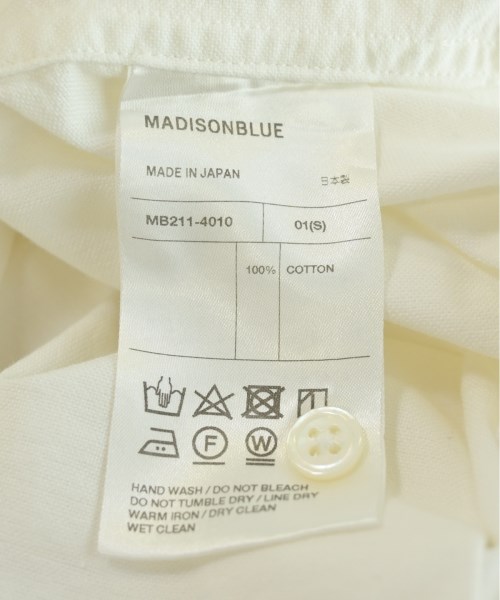 MADISONBLUE
MADE IN JAPAN 日本製
MB211-4010 01(S)
100% COTTON
F W
HAND WASH / DO NOT BLEACH
DO NOT TUMBLE DRY / LINE DRY
WARM IRON / DRY CLEAN
WET CLEAN